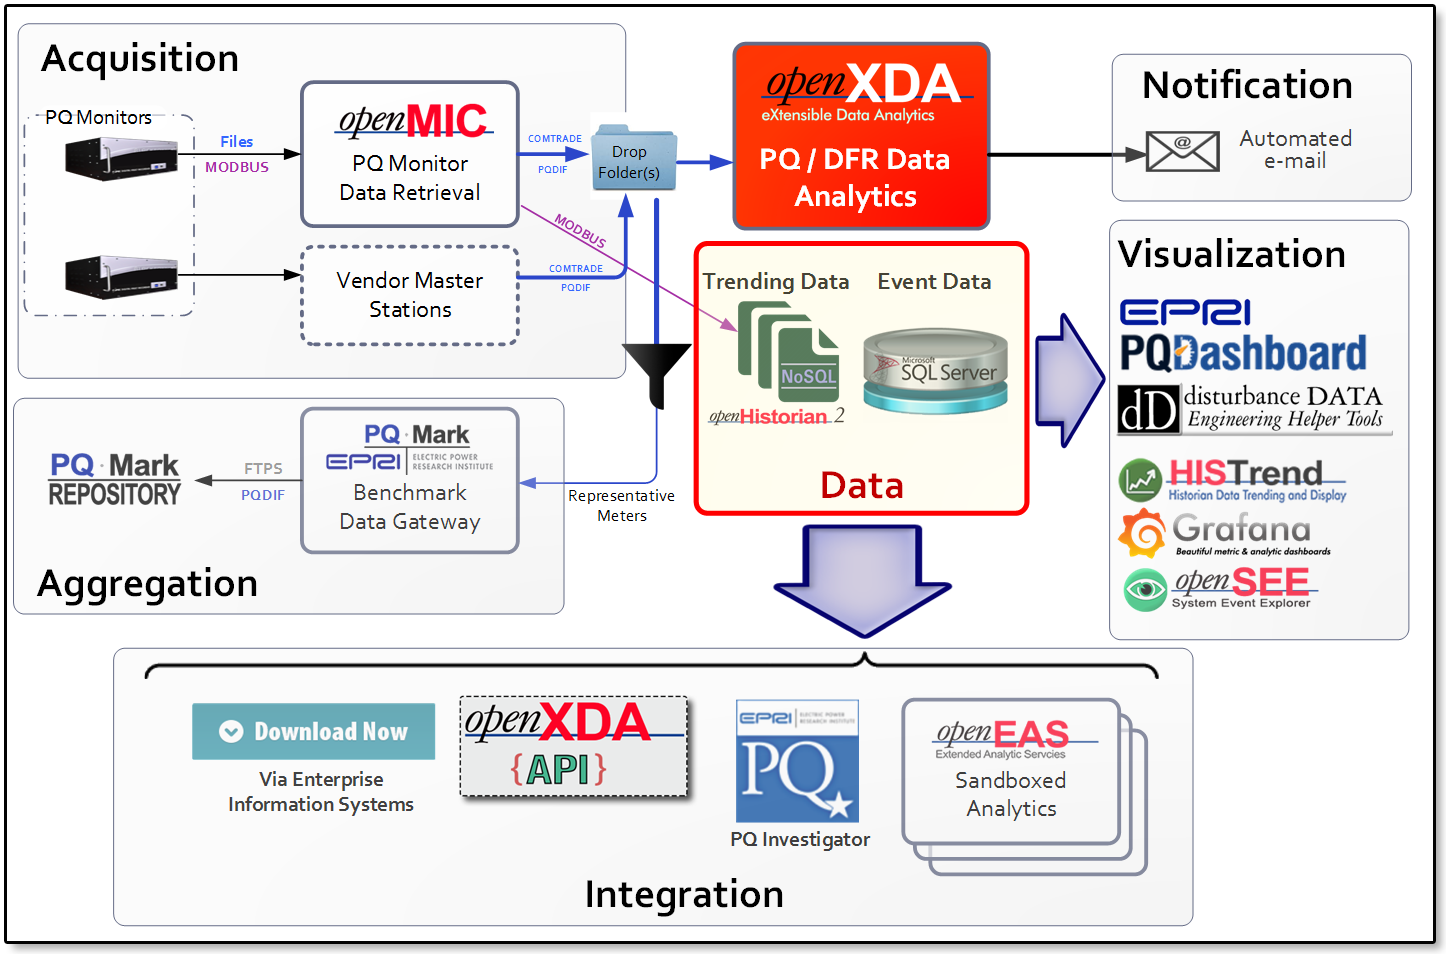 Acquisition
PQ Monitors
Files
MODBUS
openMIC
PQ Monitor
Data Retrieval
Vendor Master
Stations
COMTRADE
PQDIF
COMTRADE
PQDIF
MODBUS
Drop
Folder(s)
openXDA
eXtensible Data Analytics
PQ / DFR Data
Analytics
Notification
@
Automated
e-mail
Trending Data
Event Data
NoSQL
openHistorian 2
Microsoft
SQL Server
Data
Visualization
EPRI
PQDashboard
dD
disturbance DATA
Engineering Helper Tools
HISTrend
Historian Data Trending and Display
Grafana
Beautiful metric & analytic dashboards
openSEE
System Event Explorer
PQ Mark
REPOSITORY
FTPS
PQDIF
PQ Mark
EPRI
ELECTRIC POWER
RESEARCH INSTITUTE
Benchmark
Data Gateway
Representative
Meters
Aggregation
Download Now
Via Enterprise
Information Systems
openXDA
{API}
EPRI
ELECTRIC POWER
RESEARCH INSTITUTE
PQ
PQ Investigator
openEAS
Extended Analytic Servcies
Sandboxed
Analytics
Integration